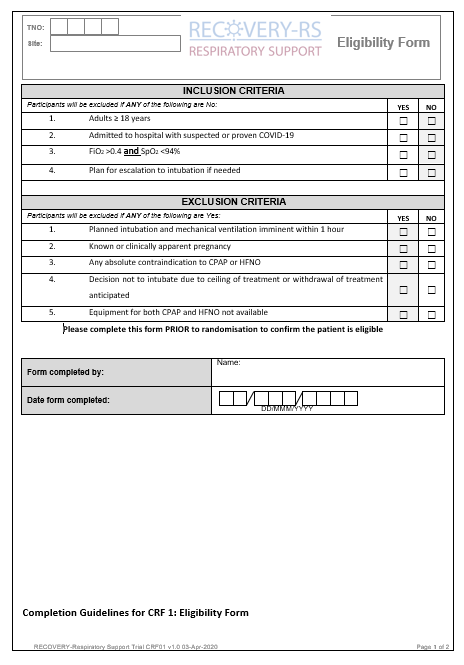 TNO:
Site:
RECOVERY-RS
RESPIRATORY SUPPORT
Eligibility Form
INCLUSION CRITERIA
Participants will be excluded if ANY of the following are No:
YES NO
1. Adults ≥ 18 years
2. Admitted to hospital with suspected or proven COVID-19
3. FiO2 >0.4 and SpO2 <94%
4. Plan for escalation to intubation if needed
EXCLUSION CRITERIA
Participants will be excluded if ANY of the following are Yes:
YES NO
1. Planned intubation and mechanical ventilation imminent within 1 hour
2. Known or clinically apparent pregnancy
3. Any absolute contraindication to CPAP or HFNO
4. Decision not to intubate due to ceiling of treatment or withdrawal of treatment
anticipated
5. Equipment for both CPAP and HFNO not available
Please complete this form PRIOR to randomisation to confirm the patient is eligible
Form completed by:
Name:
Date form completed:
DD/MMM/YYYY
Completion Guidelines for CRF 1: Eligibility Form
RECOVERY-Respiratory Support Trial CRF01 v1.0 03-Apr-2020
Page 1 of 2